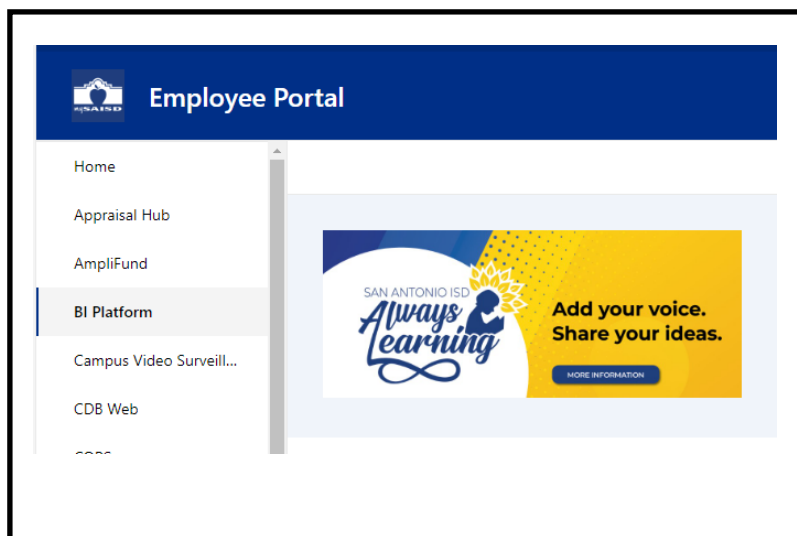 mySAISD
Employee Portal
Home
Appraisal Hub
AmpliFund
BI Platform
Campus Video Surveill...
CDB Web
SAN ANTONIO ISD
Always
Learning
Add your voice.
Share your ideas.
MORE INFORMATION